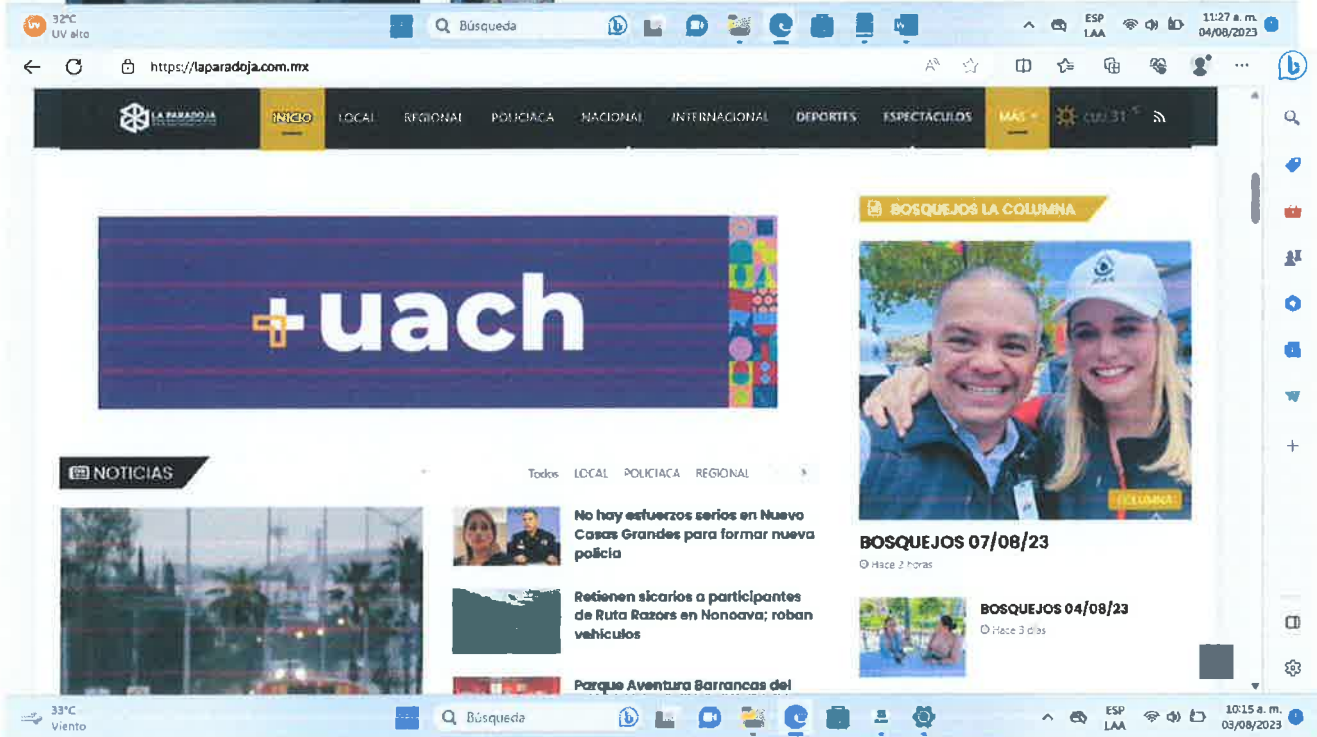 32°C
UV alto
Búsqueda
ESP
LAA
11:27 a. m.
04/08/2023
https://laparadoja.com.mx
LA PARADOJA
INICIO LOCAL REGIONAL POLICIACA NACIONAL INTERNACIONAL DEPORTES ESPECTÁCULOS MÁS CUU 31 °
+uach
BOSQUEJOS LA COLUMNA
COLUMNA
BOSQUEJOS 07/08/23
Hace 2 horas
BOSQUEJOS 04/08/23
Hace 3 días
NOTICIAS
Todos LOCAL POLICIACA REGIONAL
No hay esfuerzos serios en Nuevo
Casas Grandes para formar nueva
policía
Retienen sicarios a participantes
de Ruta Razors en Nonoava; roban
vehículos
Parque Aventura Barrancas del
33°C
Viento
Búsqueda
ESP
LAA
10:15 a. m.
03/08/2023